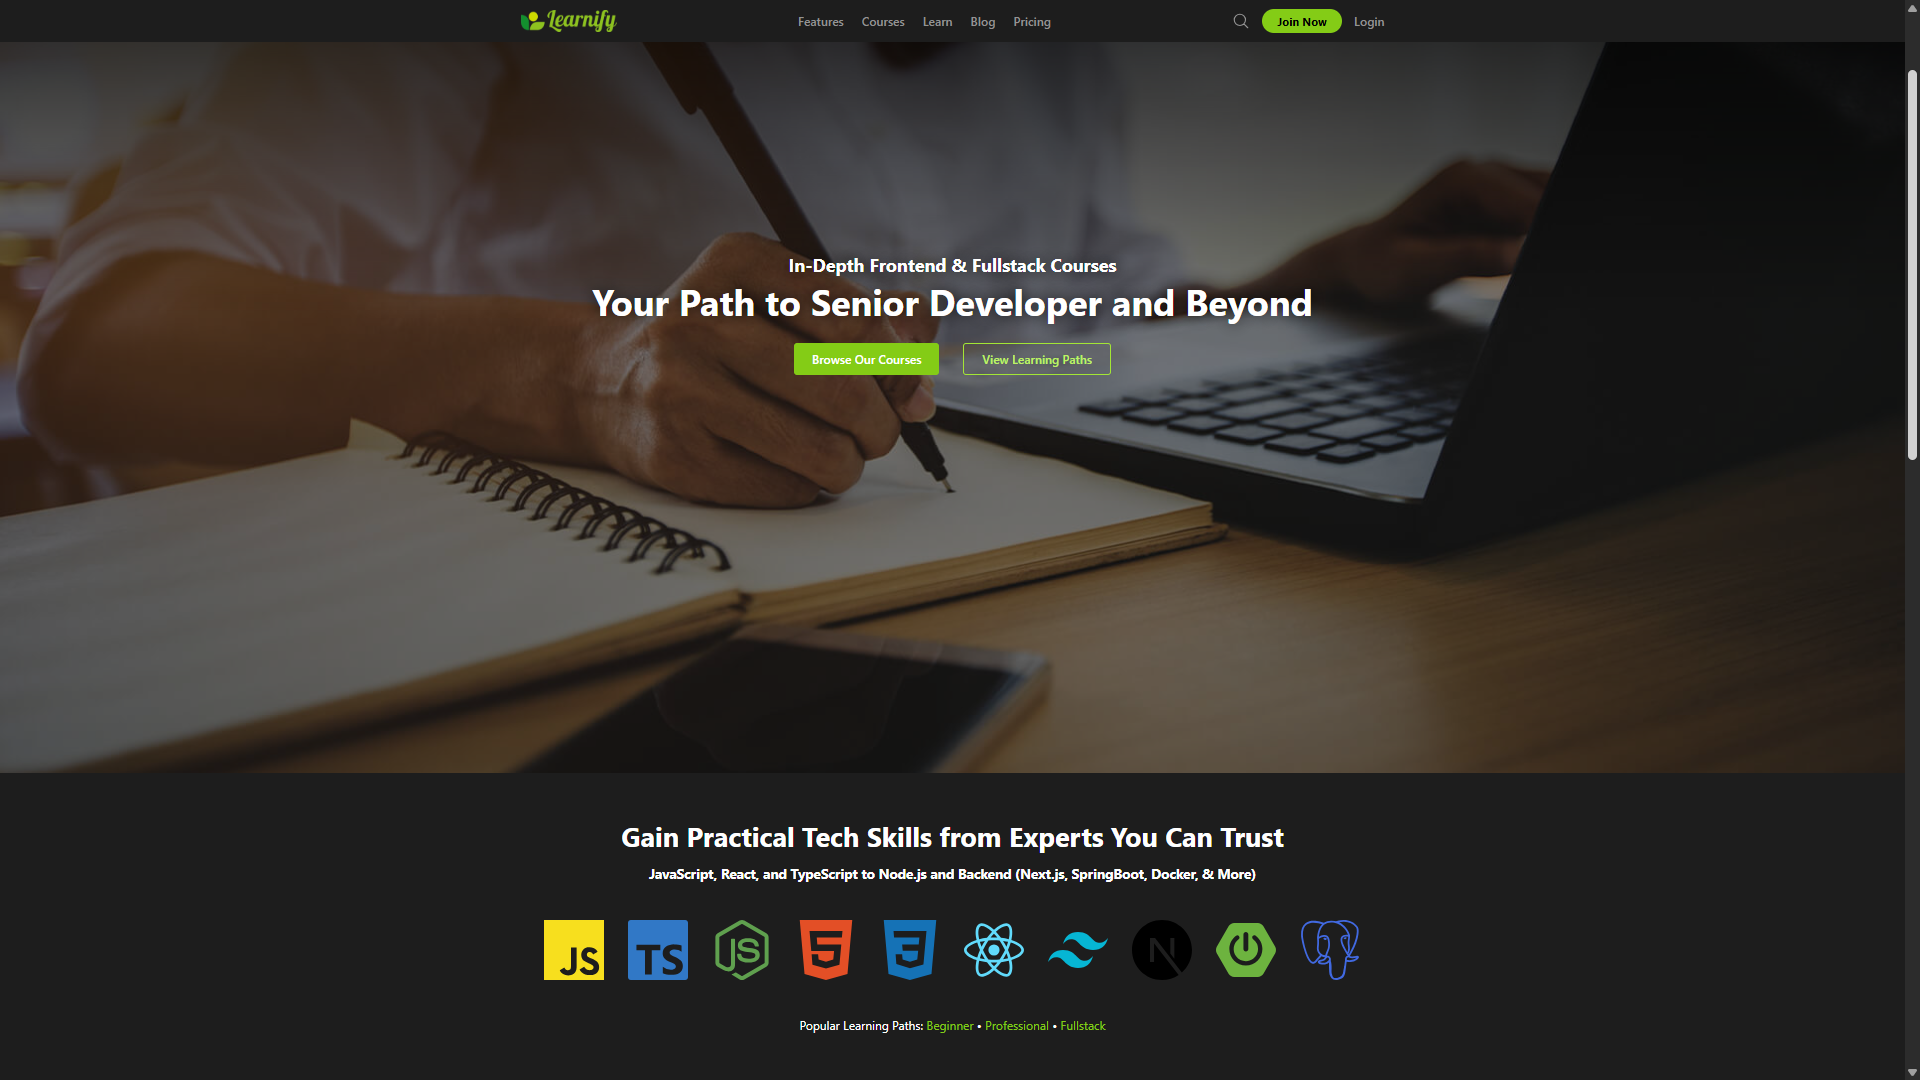 Learnify
Features
Courses
Learn
Blog
Pricing
Join Now
Login
In-Depth Frontend & Fullstack Courses
Your Path to Senior Developer and Beyond
Browse Our Courses
View Learning Paths
Gain Practical Tech Skills from Experts You Can Trust
JavaScript, React, and TypeScript to Node.js and Backend (Next.js, SpringBoot, Docker, & More)
JS
TS
JS
5
3
N
Popular Learning Paths: Beginner • Professional • Fullstack